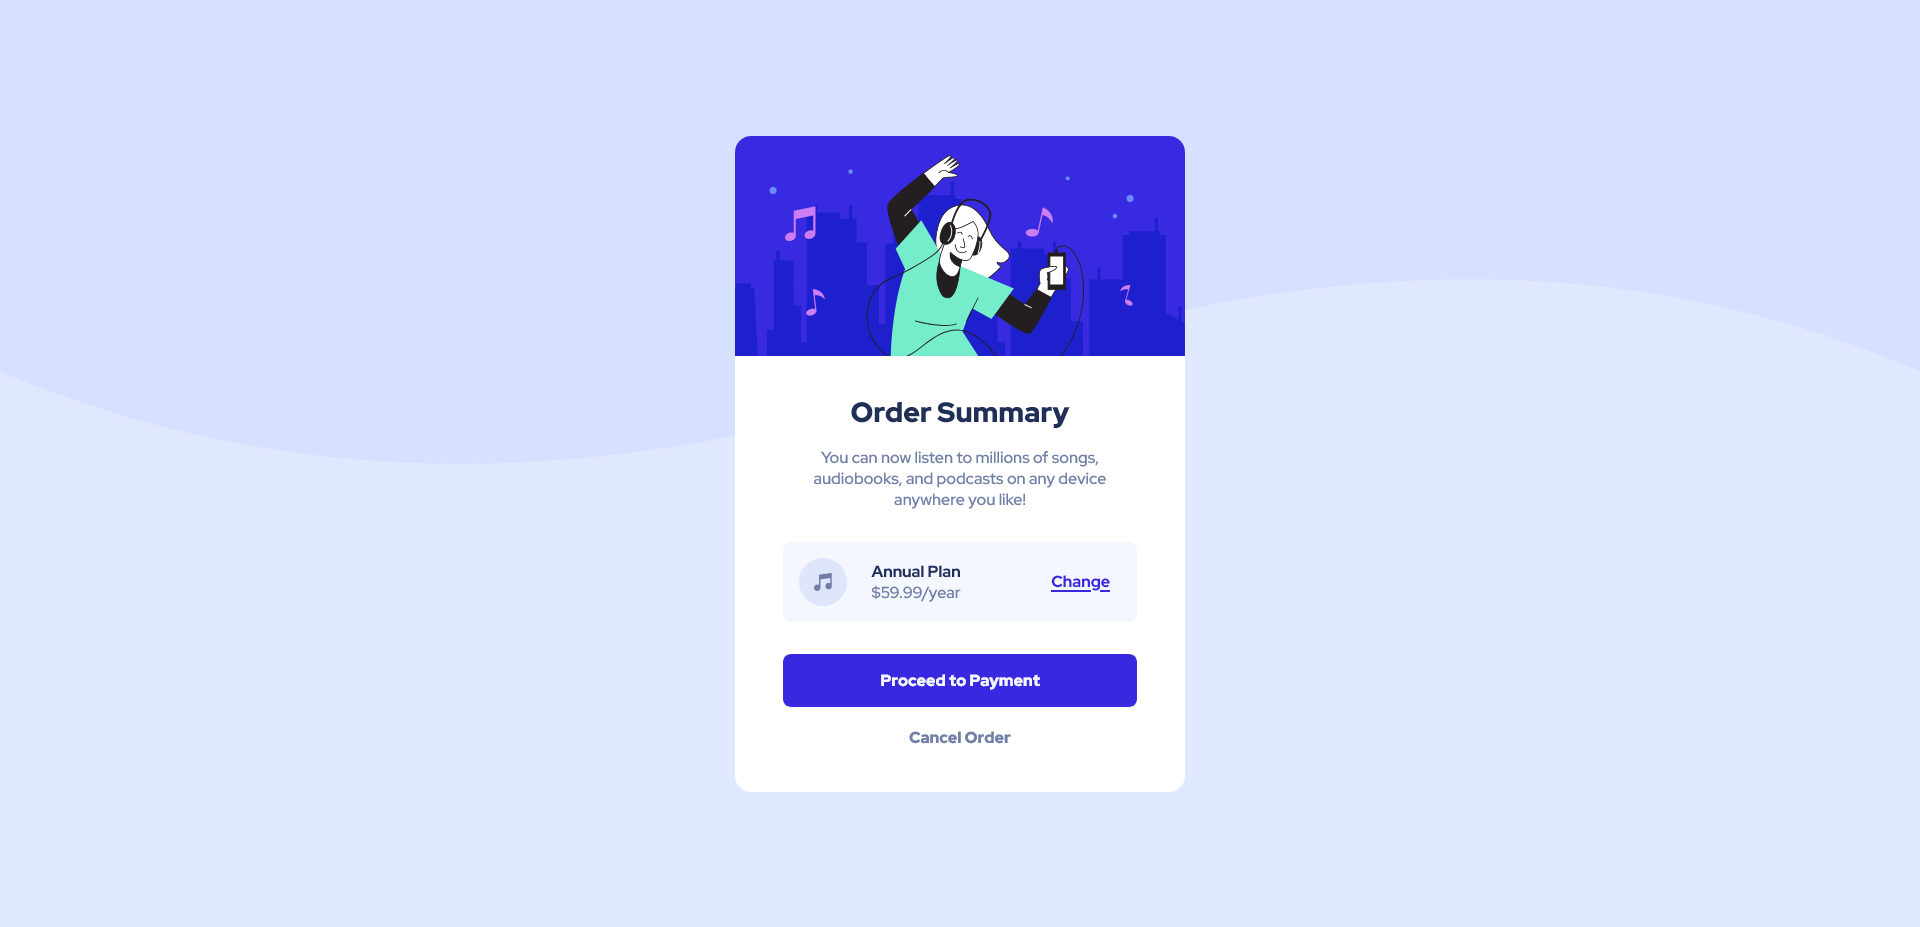 Order Summary
You can now listen to millions of songs,
audiobooks, and podcasts on any device
anywhere you like!
Annual Plan
$59.99/year
Change
Proceed to Payment
Cancel Order